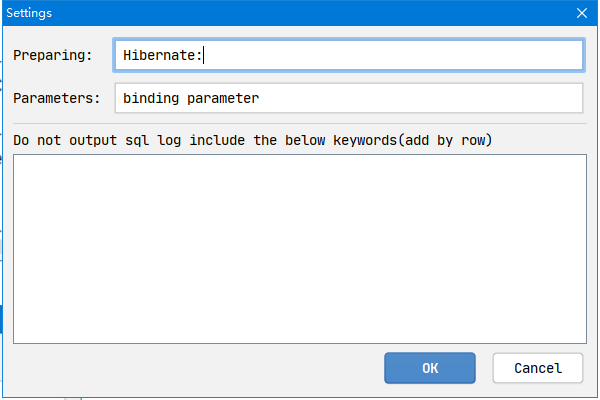 Settings
Preparing: Hibernate:
Parameters: binding parameter
Do not output sql log include the below keywords(add by row)
OK Cancel